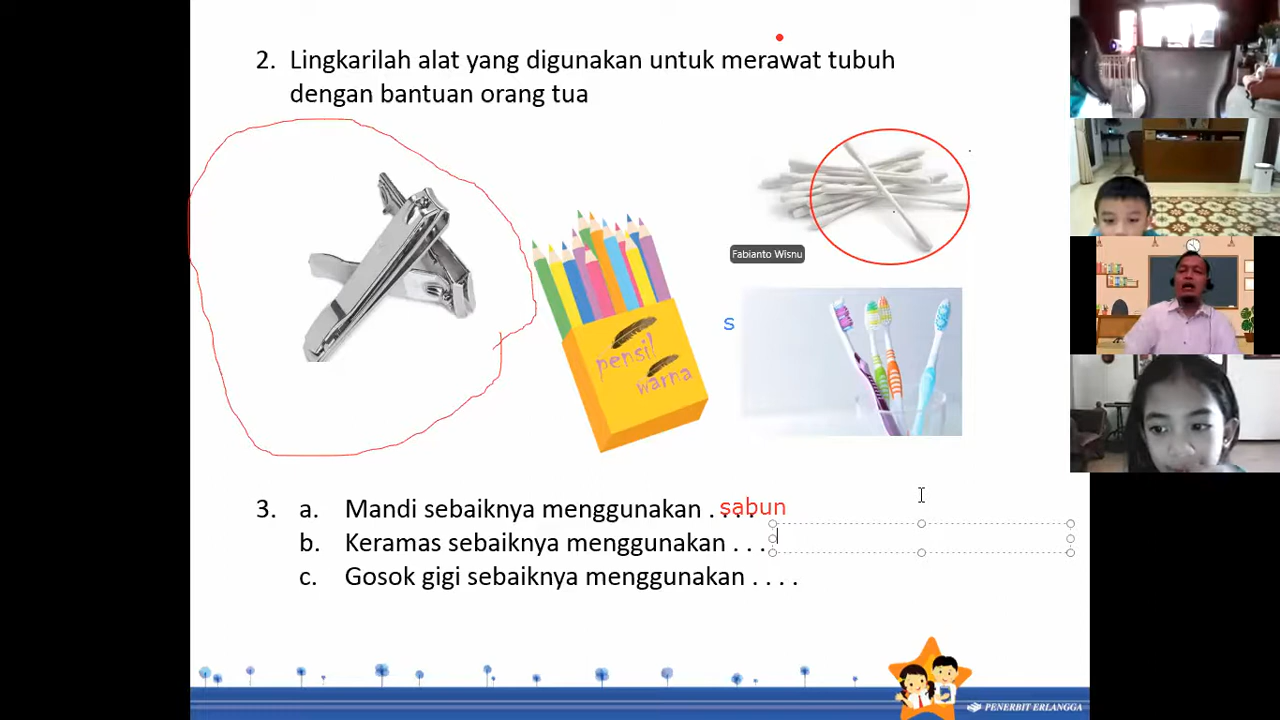 2. Lingkarilah alat yang digunakan untuk merawat tubuh
dengan bantuan orang tua
Fabianto Wisnu
s
pensil
warna
3. a. Mandi sebaiknya menggunakan . . . . sabun
b. Keramas sebaiknya menggunakan . . .
c. Gosok gigi sebaiknya menggunakan . . . .
PENERBIT ERLANGGA